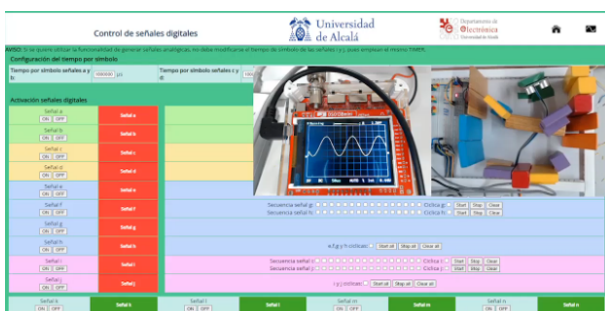 Control de señales digitales
Universidad
de Alcalá
Departamento de
Electrónica
Universidad de Alcalá
AVISO: Si se quiere utilizar la funcionalidad de generar señales analógicas, no debe modificarse el tiempo de símbolo de las señales i y j, pues emplean el mismo TIMER.
Configuración del tiempo por símbolo
Tiempo por símbolo señales a y b:
1000000
Tiempo por símbolo señales c y d:
Activación señales digitales
Señal a
ON OFF
Señal a
Señal b
ON OFF
Señal b
Señal c
ON OFF
Señal c
Señal d
ON OFF
Señal d
Señal e
ON OFF
Señal e
Señal f
ON OFF
Señal f
Secuencia señal g:
Cíclica g:
Start Stop Clear
Secuencia señal h:
Cíclica h:
Start Stop Clear
Señal g
ON OFF
Señal g
Señal h
ON OFF
Señal h
e,f,g y h cíclicas:
Start all Stop all Clear all
Señal i
ON OFF
Señal i
Secuencia señal i:
Cíclica i:
Start Stop Clear
Secuencia señal j:
Cíclica j:
Start Stop Clear
Señal j
ON OFF
Señal j
i y j cíclicas:
Start all Stop all Clear all
Señal k
ON OFF
Señal k
Señal l
ON OFF
Señal l
Señal m
ON OFF
Señal m
Señal n
ON OFF
Señal n